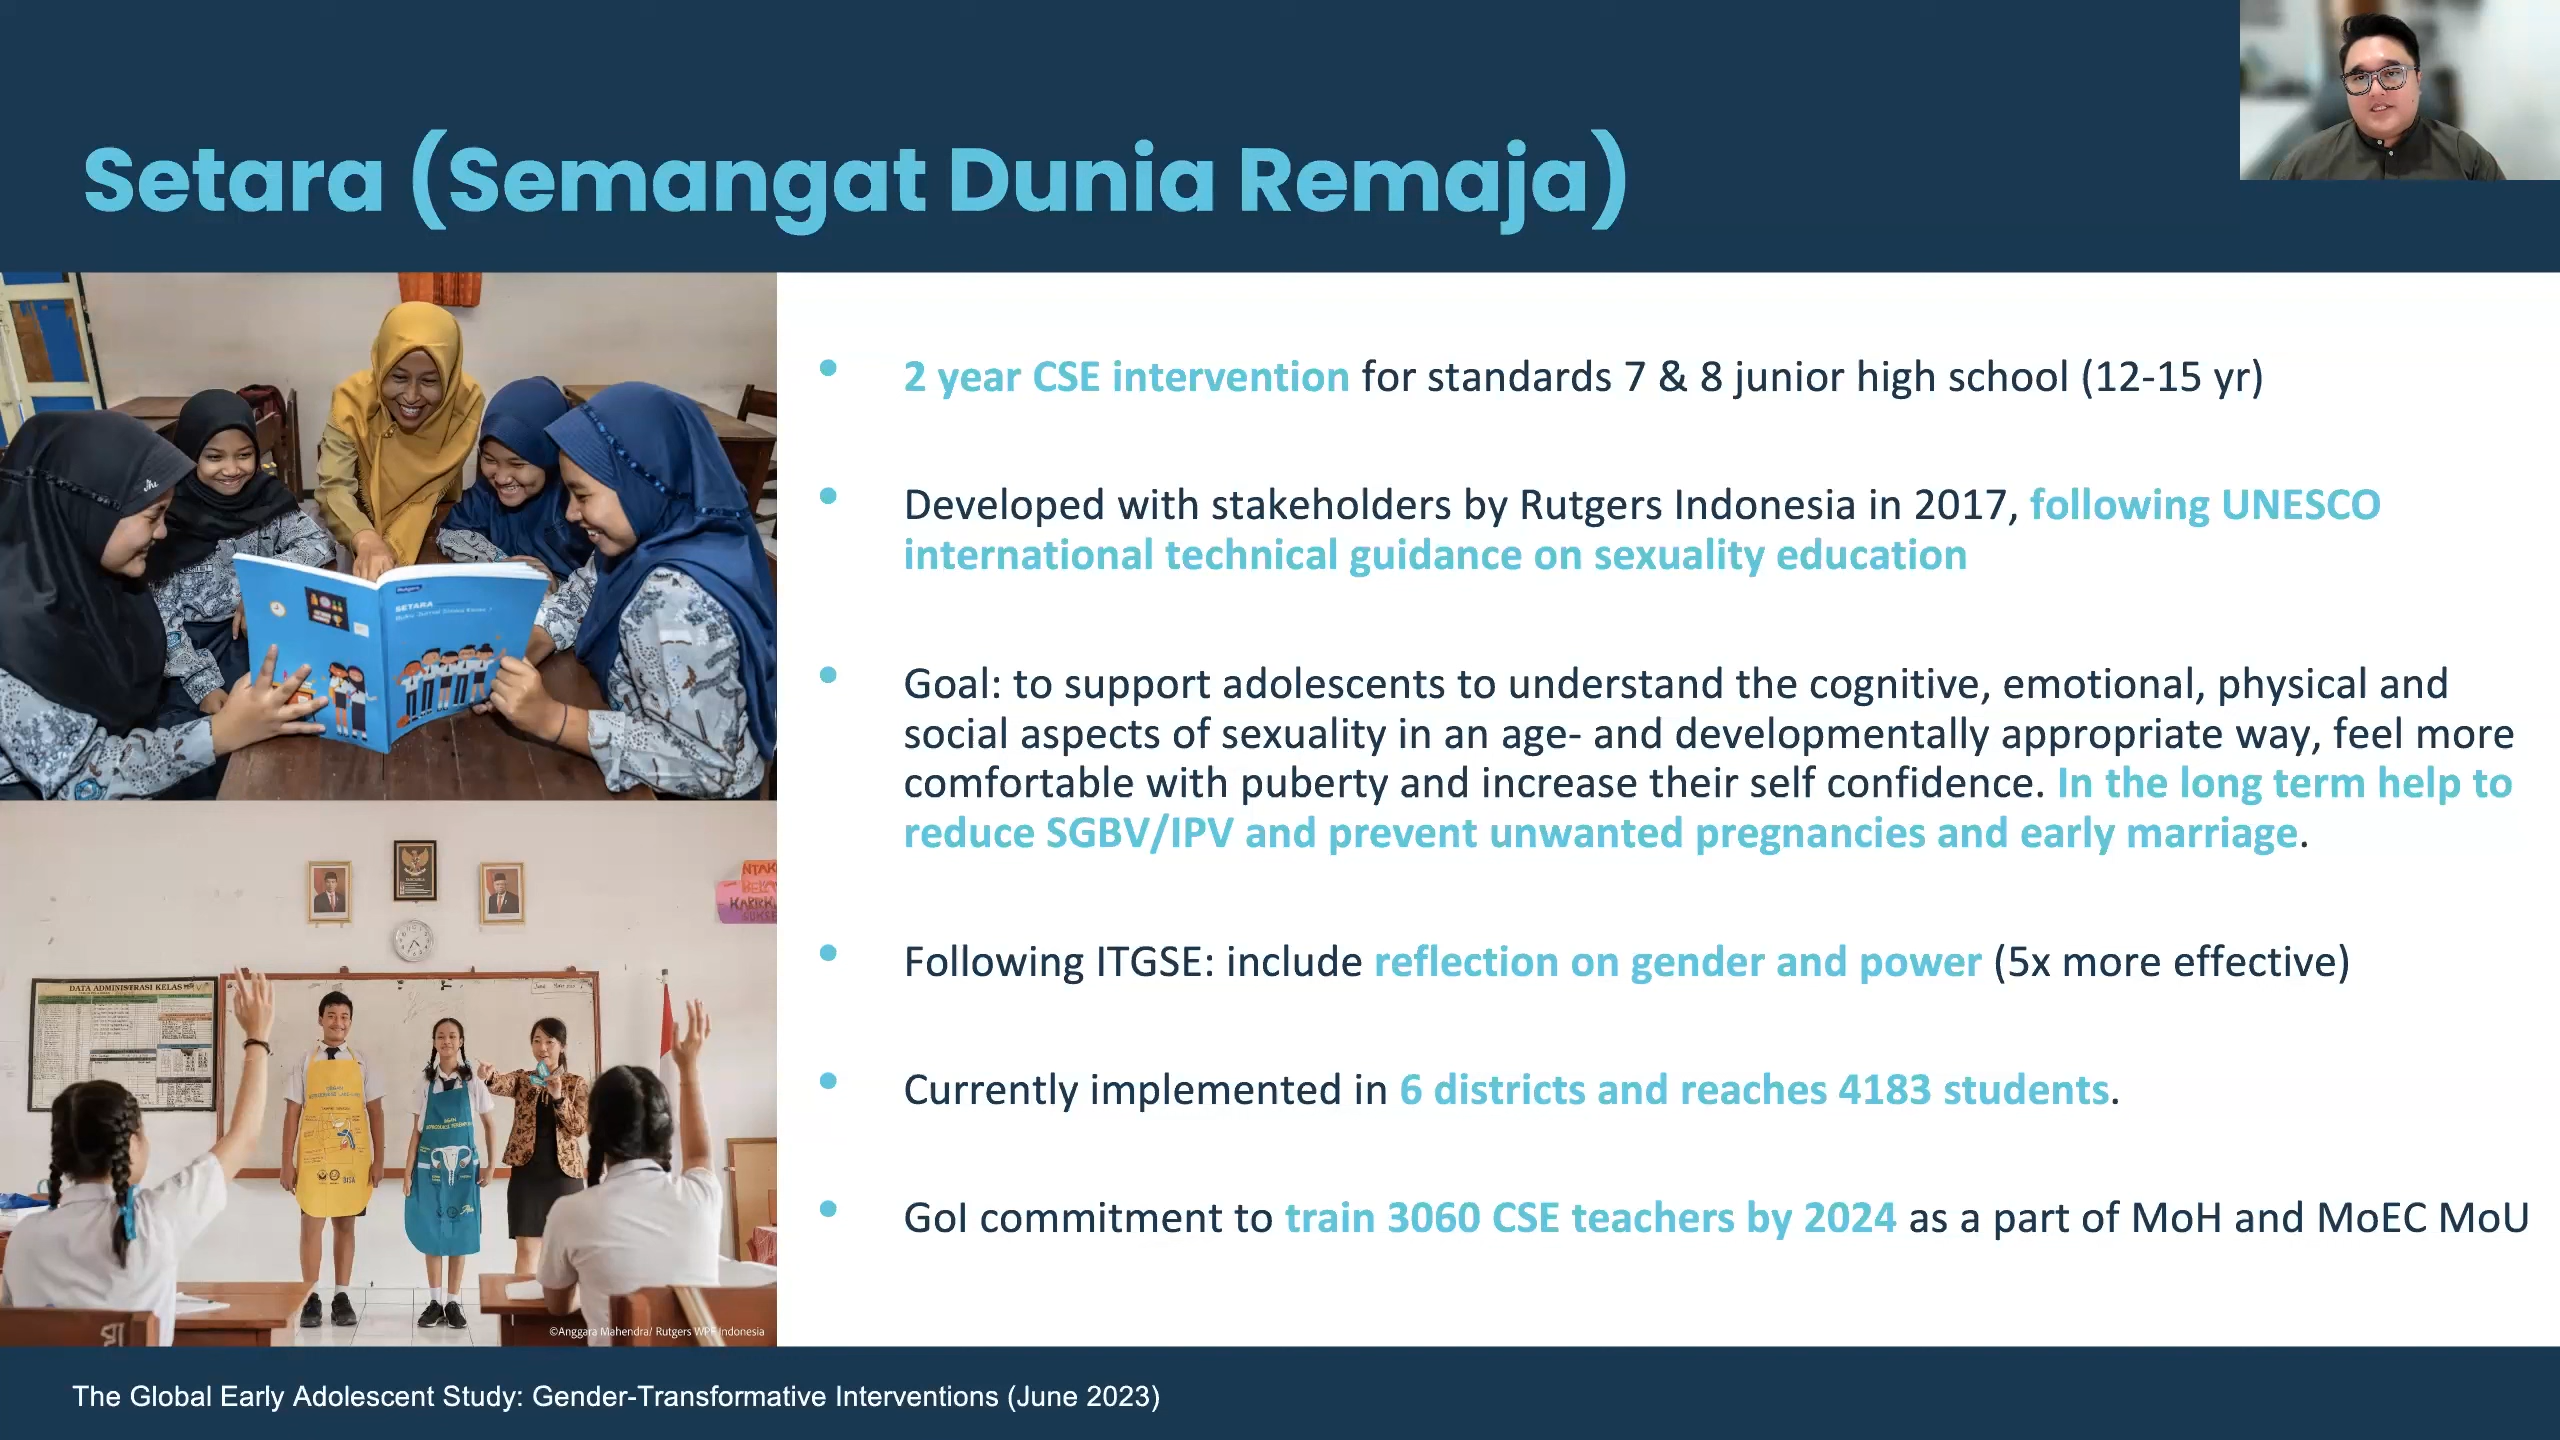 Setara (Semangat Dunia Remaja)
SETARA
• 2 year CSE intervention for standards 7 & 8 junior high school (12-15 yr)
• Developed with stakeholders by Rutgers Indonesia in 2017, following UNESCO
international technical guidance on sexuality education
• Goal: to support adolescents to understand the cognitive, emotional, physical and
social aspects of sexuality in an age- and developmentally appropriate way, feel more
comfortable with puberty and increase their self confidence. In the long term help to
reduce SGBV/IPV and prevent unwanted pregnancies and early marriage.
• Following ITGSE: include reflection on gender and power (5x more effective)
• Currently implemented in 6 districts and reaches 4183 students.
• GoI commitment to train 3060 CSE teachers by 2024 as a part of MoH and MoEC MoU
DATA ADMINISTRASI KELAS
©Anggara Mahendra/ Rutgers WPF Indonesia
The Global Early Adolescent Study: Gender-Transformative Interventions (June 2023)